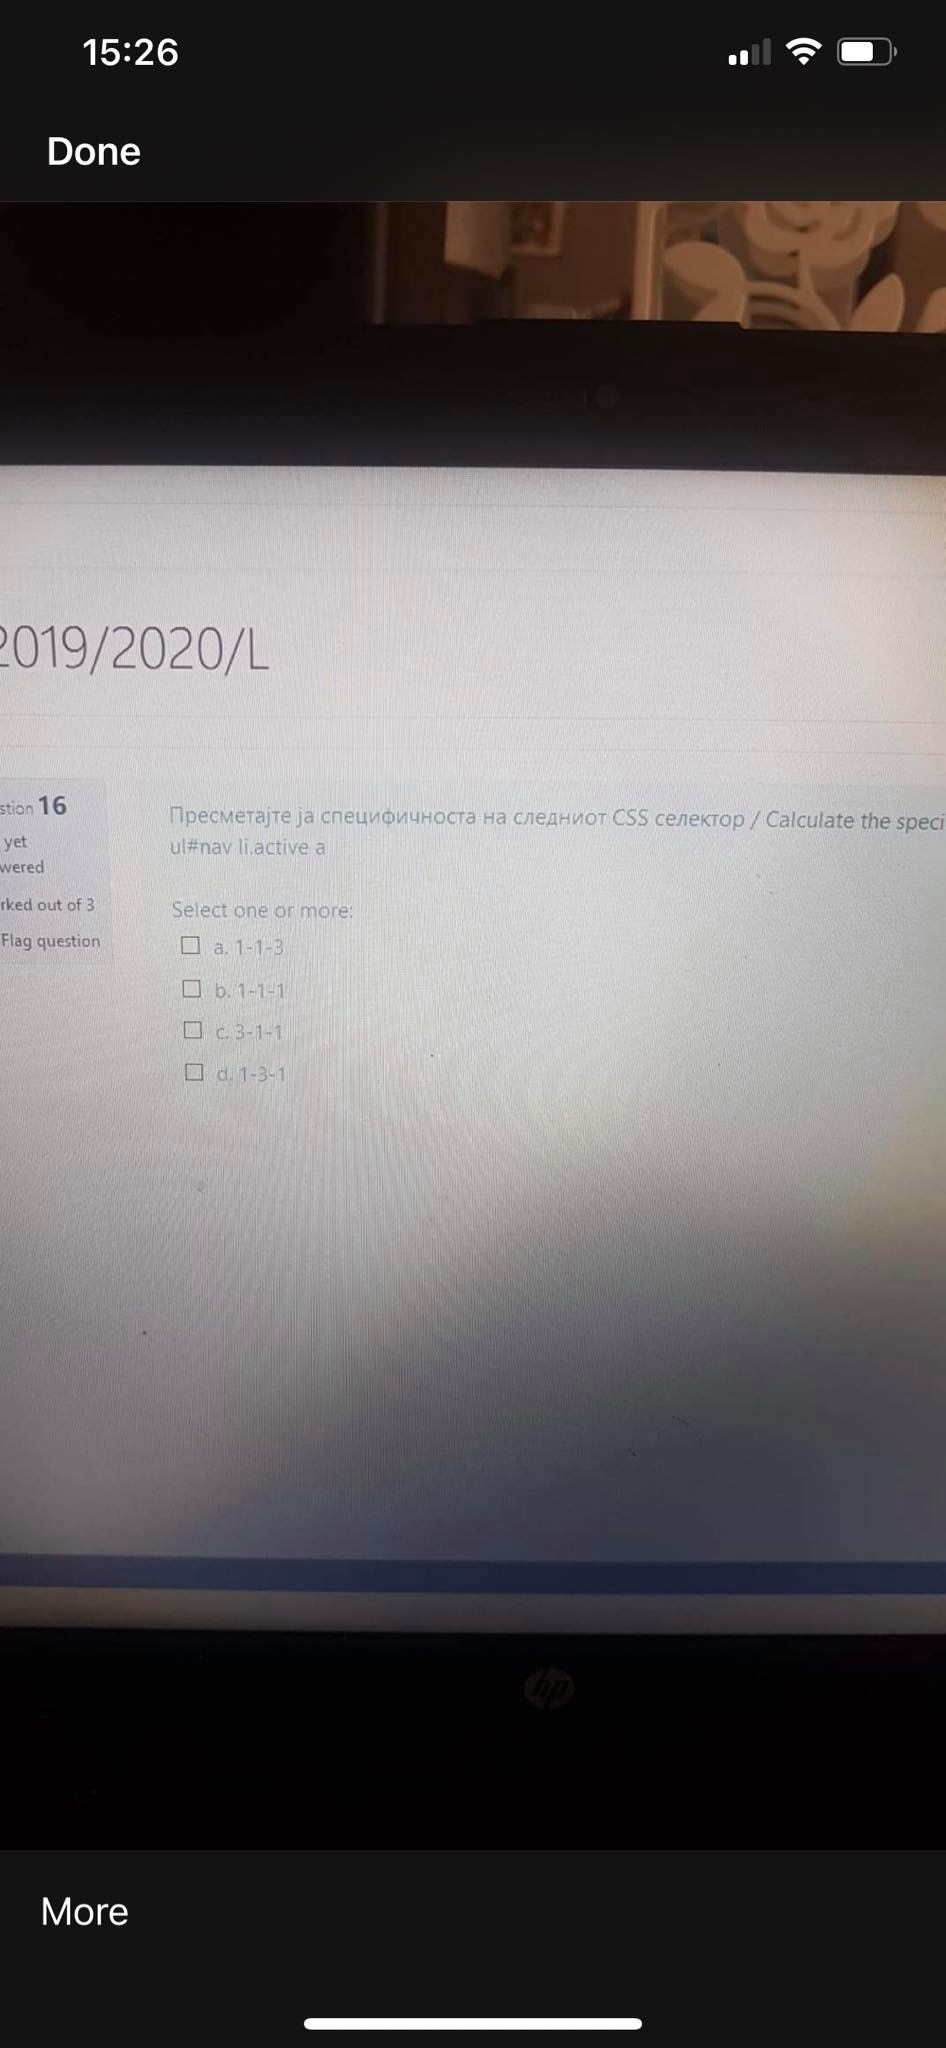 15:26
Done
2019/2020/L
stion 16
yet
wered
rked out of 3
Flag question
Пресметајте ја специфичноста на следниот CSS селектор / Calculate the speci
ul#nav li.active a
Select one or more:
a. 1-1-3
b. 1-1-1
c. 3-1-1
d. 1-3-1
hp
More